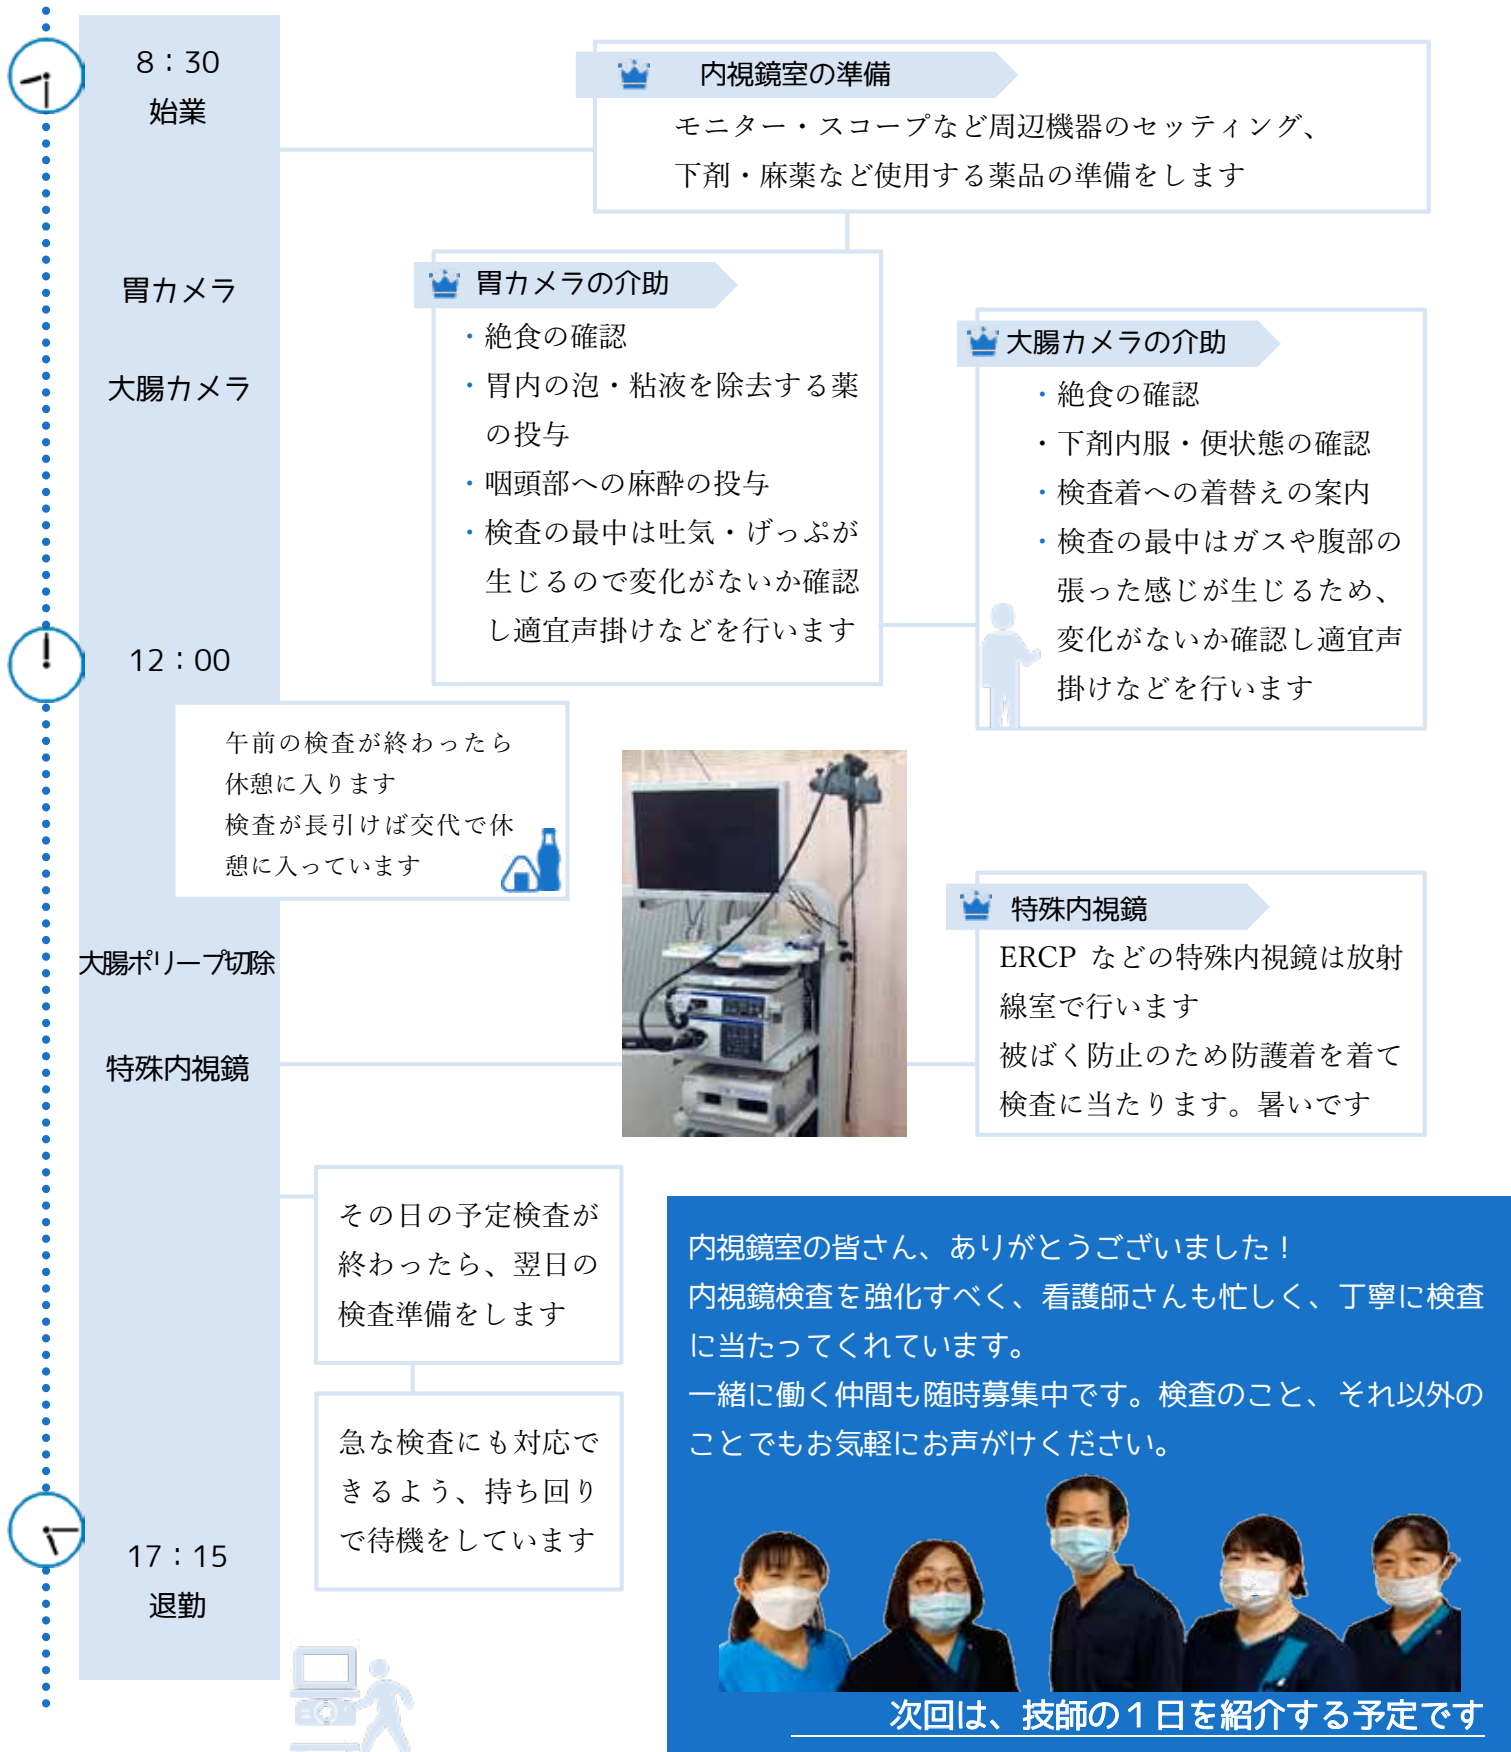 8：30
始業
内視鏡室の準備
モニター・スコープなど周辺機器のセッティング、
下剤・麻薬など使用する薬品の準備をします
胃カメラ
大腸カメラ
胃カメラの介助
・絶食の確認
・胃内の泡・粘液を除去する薬
の投与
・咽頭部への麻酔の投与
・検査の最中は吐気・げっぷが
生じるので変化がないか確認
し適宜声掛けなどを行います
大腸カメラの介助
・絶食の確認
・下剤内服・便状態の確認
・検査着への着替えの案内
・検査の最中はガスや腹部の
張った感じが生じるため、
変化がないか確認し適宜声
掛けなどを行います
12：00
午前の検査が終わったら
休憩に入ります
検査が長引けば交代で休
憩に入っています
大腸ポリープ切除
特殊内視鏡
特殊内視鏡
ERCP などの特殊内視鏡は放射
線室で行います
被ばく防止のため防護着を着て
検査に当たります。暑いです
その日の予定検査が
終わったら、翌日の
検査準備をします
急な検査にも対応で
きるよう、持ち回り
で待機をしています
17：15
退勤
内視鏡室の皆さん、ありがとうございました！
内視鏡検査を強化すべく、看護師さんも忙しく、丁寧に検査
に当たってくれています。
一緒に働く仲間も随時募集中です。検査のこと、それ以外の
ことでもお気軽にお声がけください。
次回は、技師の１日を紹介する予定です